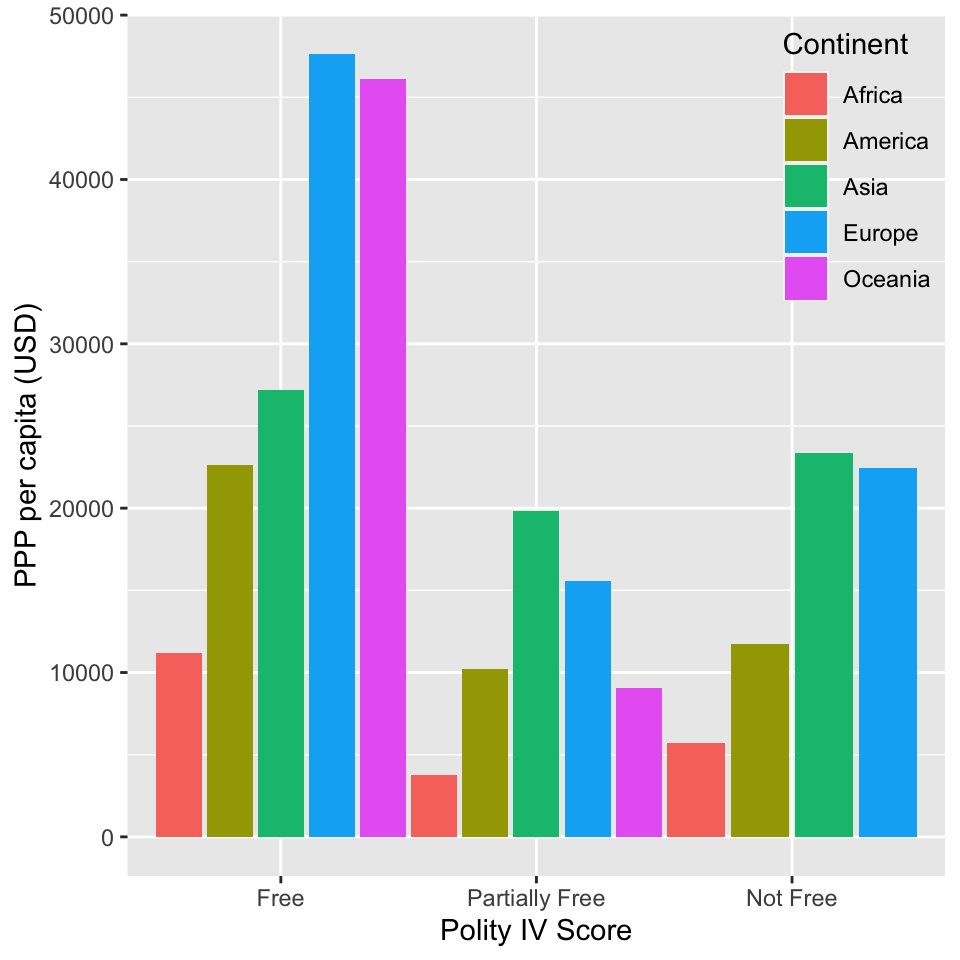 50000
40000
30000
20000
10000
0
PPP per capita (USD)
Continent
Africa
America
Asia
Europe
Oceania
Free
Partially Free
Not Free
Polity IV Score